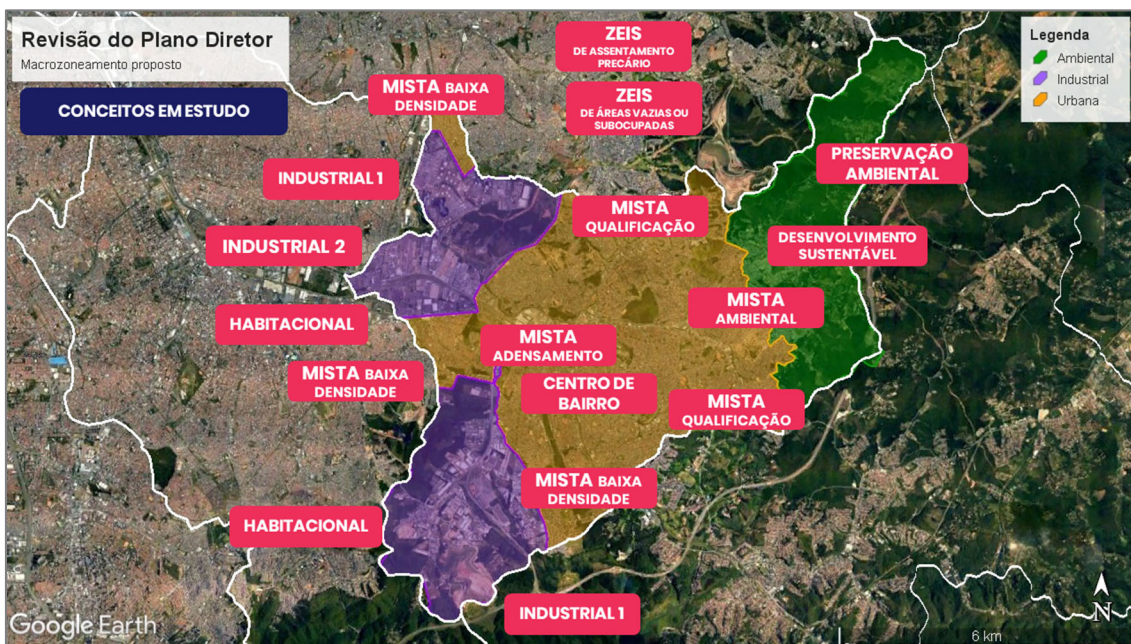 Revisão do Plano Diretor
Macrozoneamento proposto
CONCEITOS EM ESTUDO
ZEIS
DE ASSENTAMENTO
PRECÁRIO
Legenda
Ambiental
Industrial
Urbana
MISTA BAIXA
DENSIDADE
ZEIS
DE ÁREAS VAZIAS OU
SUBOCUPADAS
PRESERVAÇÃO
AMBIENTAL
INDUSTRIAL 1
MISTA
QUALIFICAÇÃO
INDUSTRIAL 2
DESENVOLVIMENTO
SUSTENTÁVEL
MISTA
AMBIENTAL
HABITACIONAL
MISTA
ADENSAMENTO
MISTA BAIXA
DENSIDADE
CENTRO DE
BAIRRO
MISTA
QUALIFICAÇÃO
MISTA BAIXA
DENSIDADE
HABITACIONAL
INDUSTRIAL 1
Google Earth
N
6 km